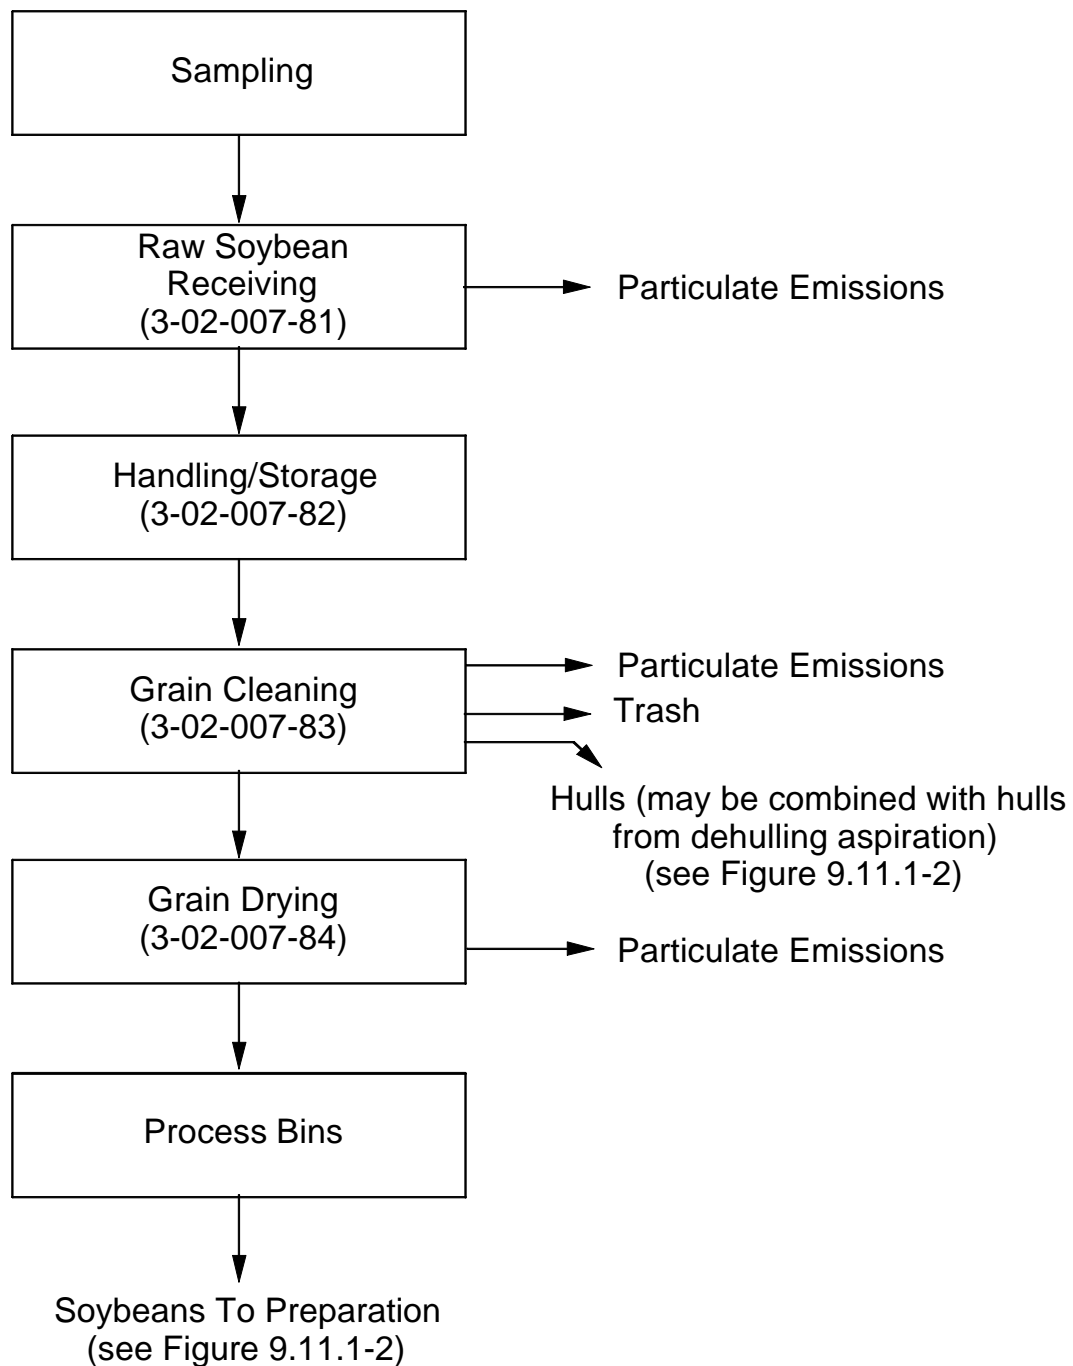 Sampling
Raw Soybean
Receiving
(3-02-007-81)
Particulate Emissions
Handling/Storage
(3-02-007-82)
Grain Cleaning
(3-02-007-83)
Particulate Emissions
Trash
Hulls (may be combined with hulls
from dehulling aspiration)
(see Figure 9.11.1-2)
Grain Drying
(3-02-007-84)
Particulate Emissions
Process Bins
Soybeans To Preparation
(see Figure 9.11.1-2)